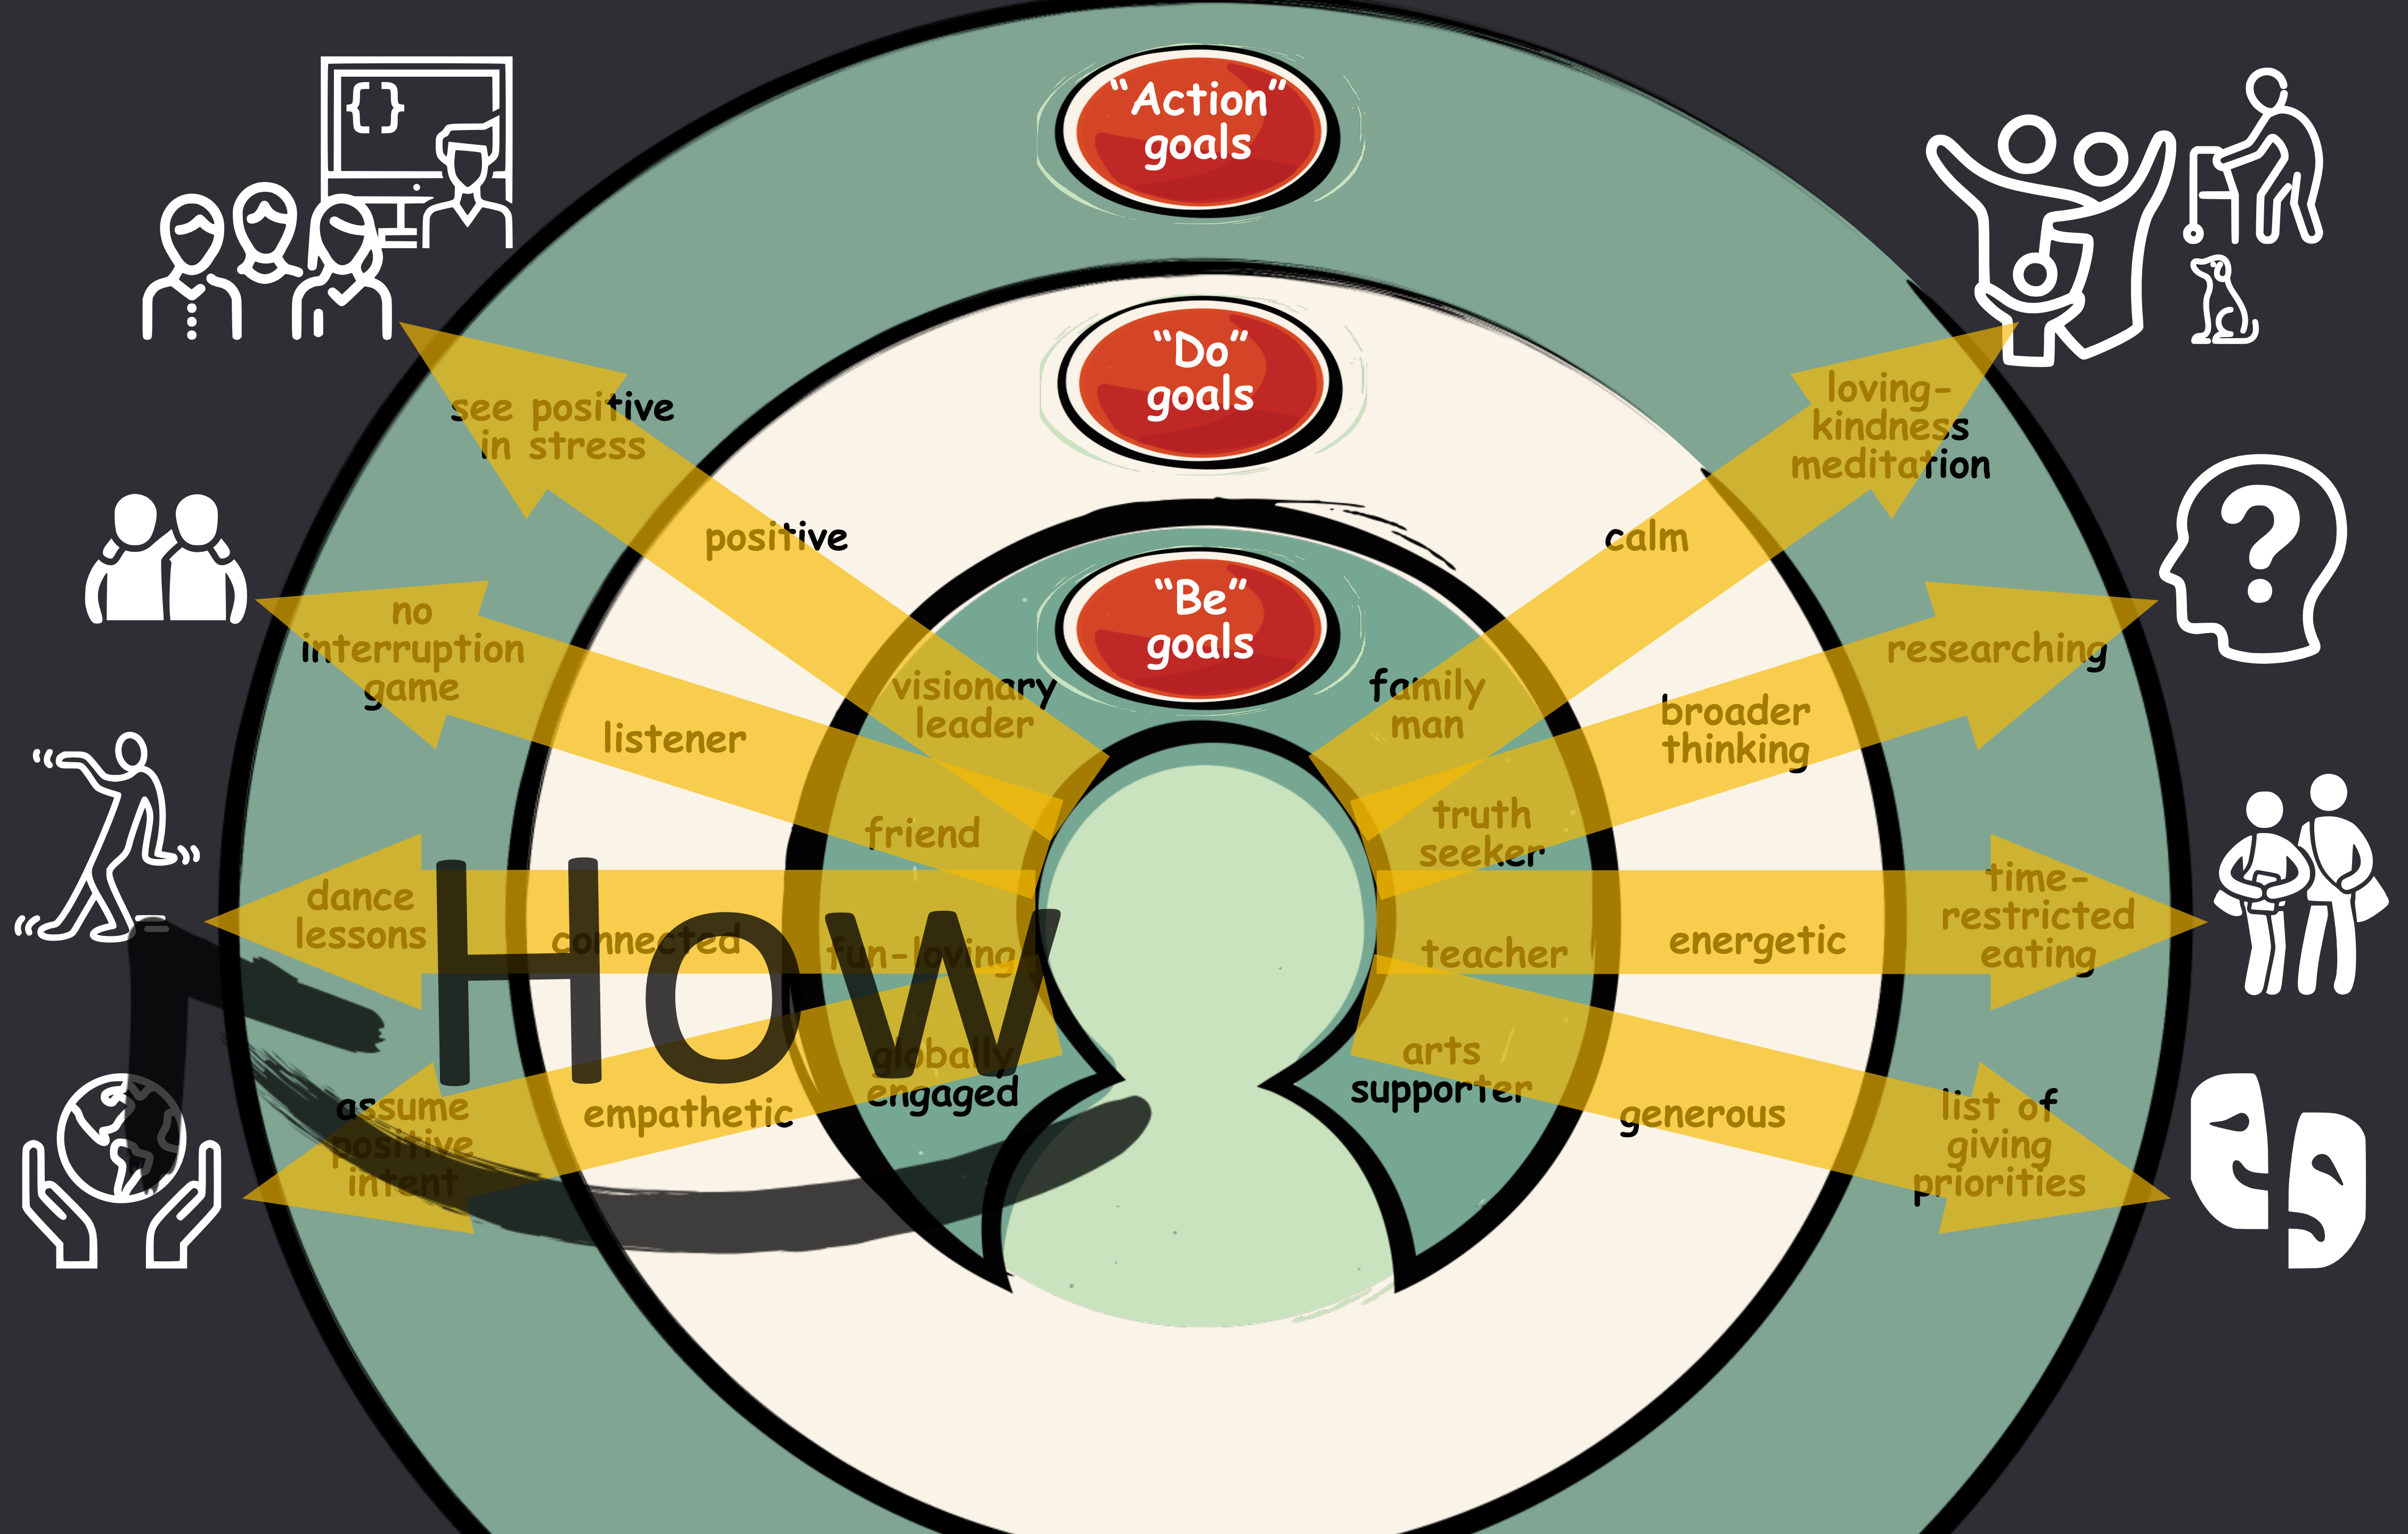 { }
“Action”
goals
“Do”
goals
“Be”
goals
see positive
in stress
positive
visionary
leader
no
interruption
game
listener
friend
dance
lessons
connected
fun-loving
How
assume
positive
intent
empathetic
globally
engaged
family
man
calm
loving-
kindness
meditation
truth
seeker
broader
thinking
researching
?
teacher
energetic
time-
restricted
eating
arts
supporter
generous
list of
giving
priorities